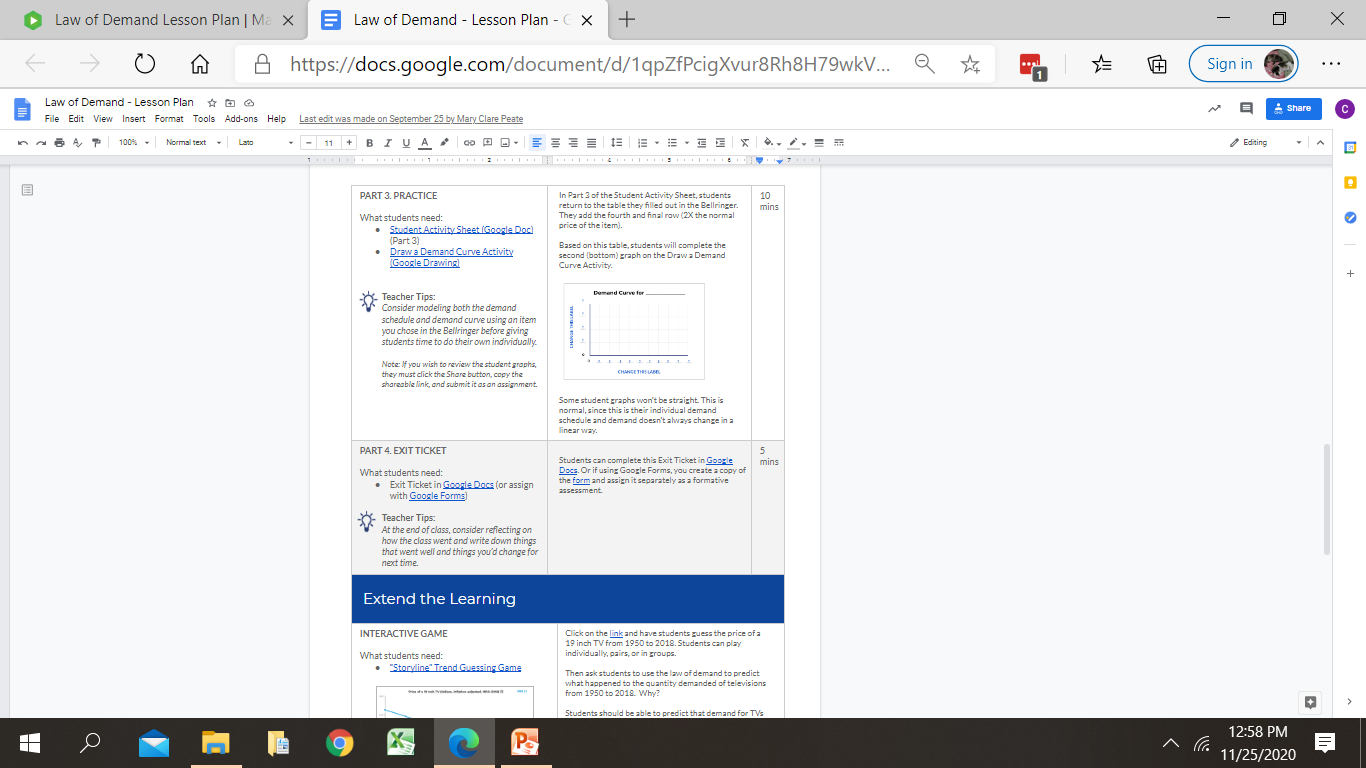 Law of Demand Lesson Plan | Ma
Law of Demand - Lesson Plan - G
https://docs.google.com/document/d/1qpZfPcigXvur8Rh8H79wkV...
1
Sign in
Law of Demand - Lesson Plan
File Edit View Insert Format Tools Add-ons Help Last edit was made on September 25 by Mary Clare Peate
Share
C
100% Normal text Lato 11 B I U A Editing
PART 3. PRACTICE
What students need:
Student Activity Sheet (Google Doc)
(Part 3)
Draw a Demand Curve Activity
(Google Drawing)
Teacher Tips:
Consider modeling both the demand
schedule and demand curve using an item
you chose in the Bellringer before giving
students time to do their own individually.
Note: If you wish to review the student graphs,
they must click the Share button, copy the
shareable link, and submit it as an assignment.
In Part 3 of the Student Activity Sheet, students
return to the table they filled out in the Bellringer.
They add the fourth and final row (2X the normal
price of the item).
Based on this table, students will complete the
second (bottom) graph on the Draw a Demand
Curve Activity.
Demand Curve for ____________
CHANGE THIS LABEL
CHANGE THIS LABEL
Some student graphs won't be straight. This is
normal, since this is their individual demand
schedule and demand doesn't always change in a
linear way.
10
mins
PART 4. EXIT TICKET
What students need:
Exit Ticket in Google Docs (or assign
with Google Forms)
Teacher Tips:
At the end of class, consider reflecting on
how the class went and write down things
that went well and things you'd change for
next time.
Students can complete this Exit Ticket in Google
Docs. Or if using Google Forms, you create a copy of
the form and assign it separately as a formative
assessment.
5
mins
Extend the Learning
INTERACTIVE GAME
What students need:
"Storyline" Trend Guessing Game
Click on the link and have students guess the price of a
19 inch TV from 1950 to 2018. Students can play
individually, pairs, or in groups.
Then ask students to use the law of demand to predict
what happened to the quantity demanded of televisions
from 1950 to 2018. Why?
Students should be able to predict that demand for TVs
12:58 PM
11/25/2020